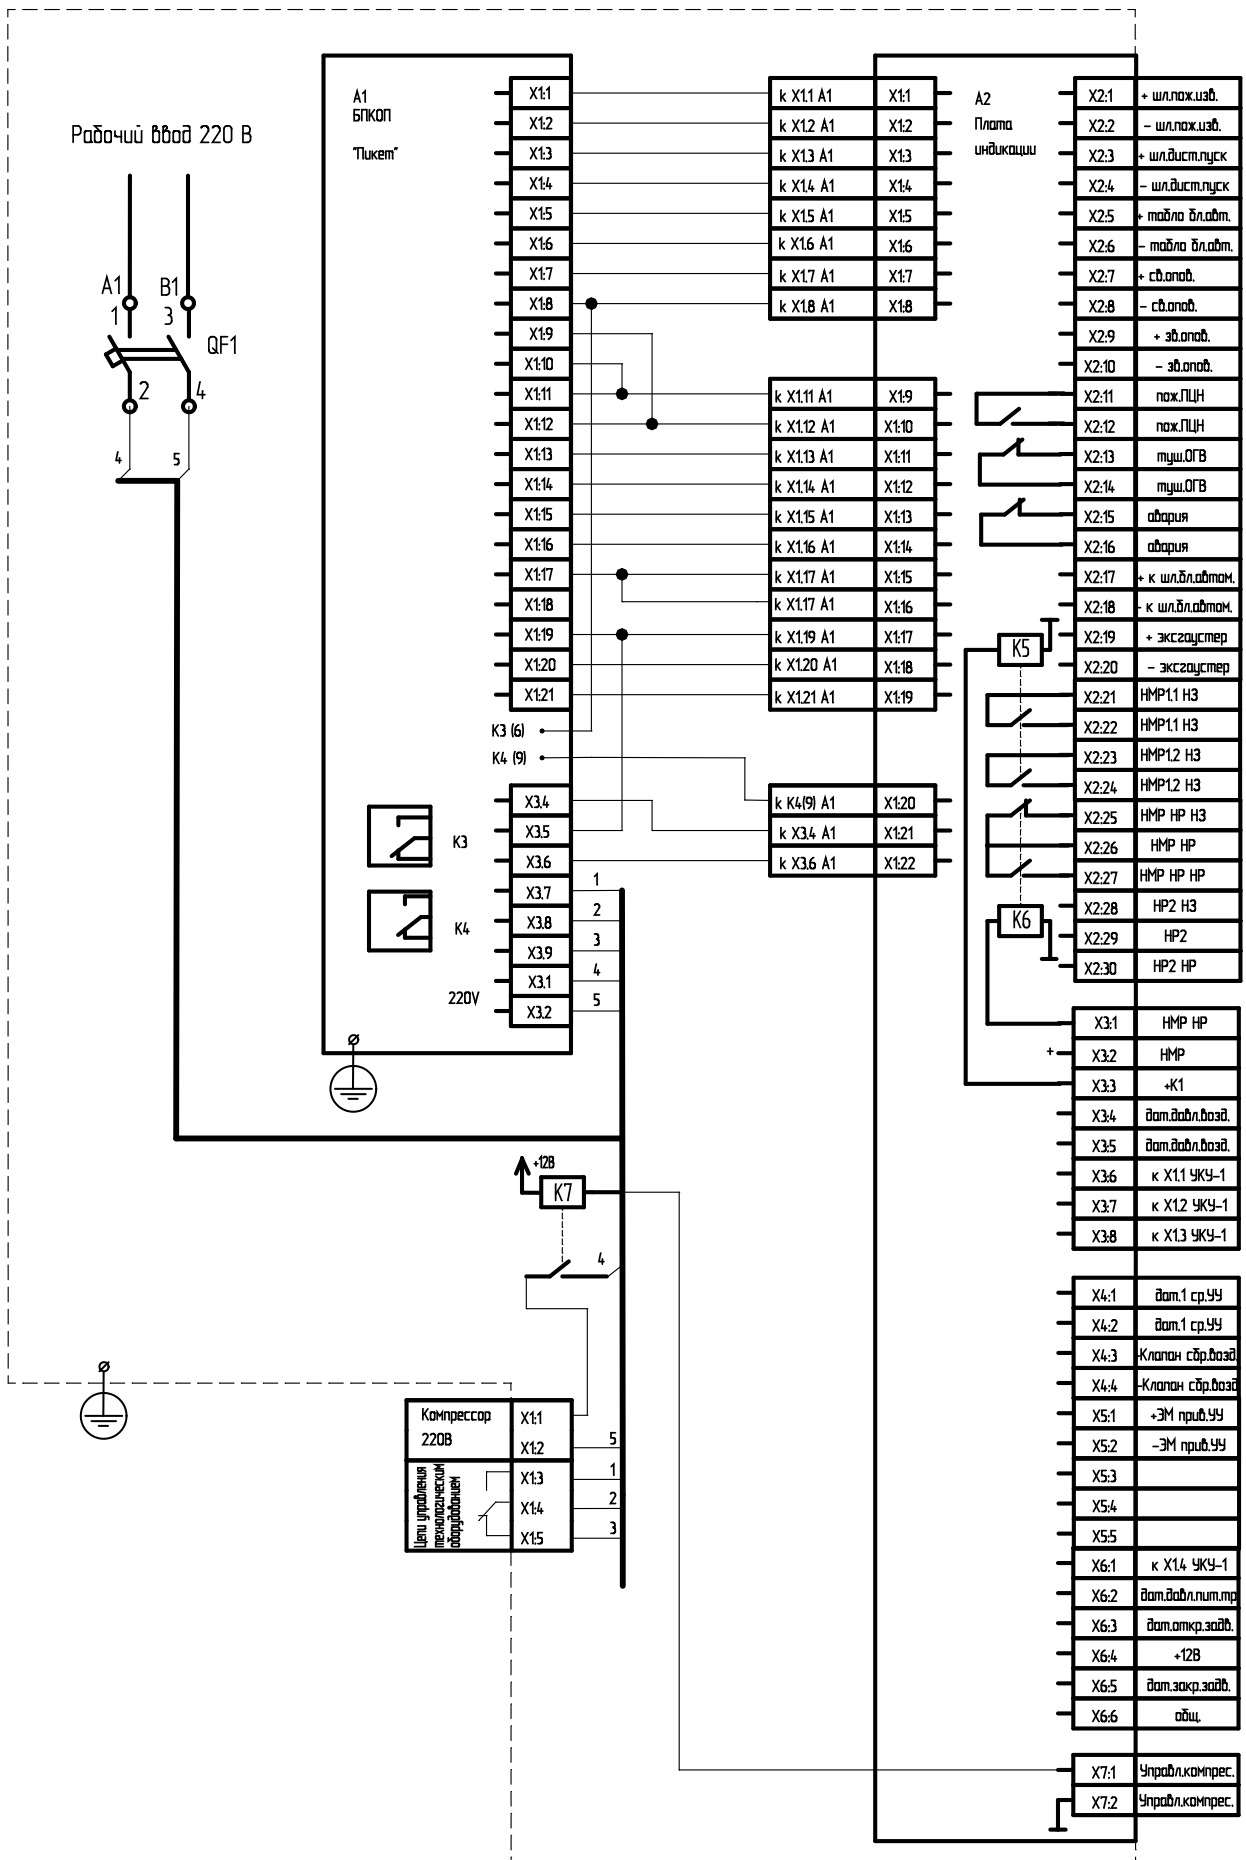 Рабочий ввод 220 В
A1
B1
1
3
QF1
2
4
4
5
A1
БПКОП
"Пикет"
X1:1
X1:2
X1:3
X1:4
X1:5
X1:6
X1:7
X1:8
X1:9
X1:10
X1:11
X1:12
X1:13
X1:14
X1:15
X1:16
X1:17
X1:18
X1:19
X1:20
X1:21
K3 (6)
K4 (9)
K3
K4
220V
X3.4
X3.5
X3.6
X3.7 1
X3.8 2
X3.9 3
X3.1 4
X3.2 5
k X1.1 A1 X1:1
k X1.2 A1 X1:2
k X1.3 A1 X1:3
k X1.4 A1 X1:4
k X1.5 A1 X1:5
k X1.6 A1 X1:6
k X1.7 A1 X1:7
k X1.8 A1 X1:8
k X1.11 A1 X1:9
k X1.12 A1 X1:10
k X1.13 A1 X1:11
k X1.14 A1 X1:12
k X1.15 A1 X1:13
k X1.16 A1 X1:14
k X1.17 A1 X1:15
k X1.17 A1 X1:16
k X1.19 A1 X1:17
k X1.20 A1 X1:18
k X1.21 A1 X1:19
k K4(9) A1 X1:20
k X3.4 A1 X1:21
k X3.6 A1 X1:22
A2
Плата
индикации
K5
K6
X2:1 + шл.пож.изв.
X2:2 – шл.пож.изв.
X2:3 + шл.дист.пуск
X2:4 – шл.дист.пуск
X2:5 + табло бл.авт.
X2:6 – табло бл.авт.
X2:7 + св.опов.
X2:8 – св.опов.
X2:9 + зв.опов.
X2:10 – зв.опов.
X2:11 пож.ПЦН
X2:12 пож.ПЦН
X2:13 туш.ОГВ
X2:14 туш.ОГВ
X2:15 авария
X2:16 авария
X2:17 + к шл.бл.автом.
X2:18 - к шл.бл.автом.
X2:19 + эксгаустер
X2:20 – эксгаустер
X2:21 НМР1.1 НЗ
X2:22 НМР1.1 НЗ
X2:23 НМР1.2 НЗ
X2:24 НМР1.2 НЗ
X2:25 НМР НР НЗ
X2:26 НМР НР
X2:27 НМР НР НР
X2:28 НР2 НЗ
X2:29 НР2
X2:30 НР2 НР
X3:1 НМР НР
+ X3:2 НМР
X3:3 +К1
X3:4 дат.давл.возд.
X3:5 дат.давл.возд.
X3:6 к X1.1 УКУ-1
X3:7 к X1.2 УКУ-1
X3:8 к X1.3 УКУ-1
X4:1 дат.1 ср.УУ
X4:2 дат.1 ср.УУ
X4:3 -Клапан сбр.возд.
X4:4 -Клапан сбр.возд
X5:1 +ЭМ прив.УУ
X5:2 –ЭМ прив.УУ
X5:3
X5:4
X5:5
X6:1 к X1.4 УКУ-1
X6:2 дат.давл.пит.тр
X6:3 дат.откр.задв.
X6:4 +12В
X6:5 дат.закр.задв.
X6:6 общ.
X7:1 Управл.компрес.
X7:2 Управл.компрес.
+12В
K7
4
Компрессор
220В
X1:1
X1:2 5
Цепи управления
технологическим
оборудованием
X1:3 1
X1:4 2
X1:5 3